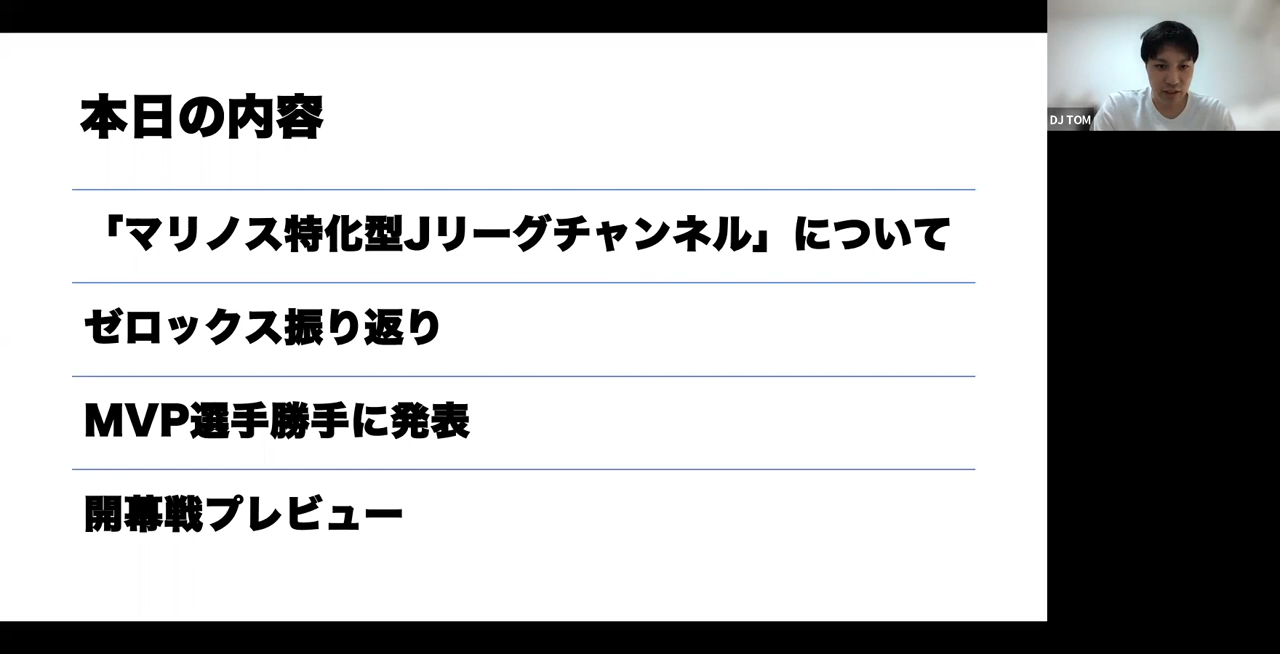 本日の内容
「マリノス特化型Jリーグチャンネル」について
ゼロックス振り返り
MVP選手勝手に発表
開幕戦プレビュー
DJ TOM